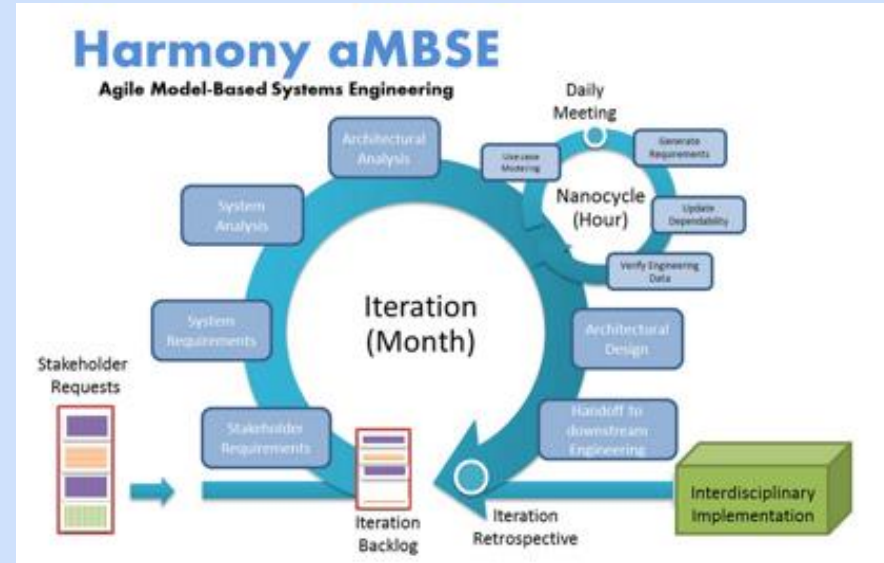 Harmony aMBSE
Agile Model-Based Systems Engineering
Daily
Meeting
Architectural
Analysis
Use case
Modeling
Generate
Requirements
System
Analysis
Nanocycle
(Hour)
Update
Dependability
Verify Engineering
Data
Iteration
(Month)
System
Requirements
Architectural
Design
Stakeholder
Requests
Stakeholder
Requirements
Handoff to
downstream
Engineering
Interdisciplinary
Implementation
Iteration
Backlog
Iteration
Retrospective